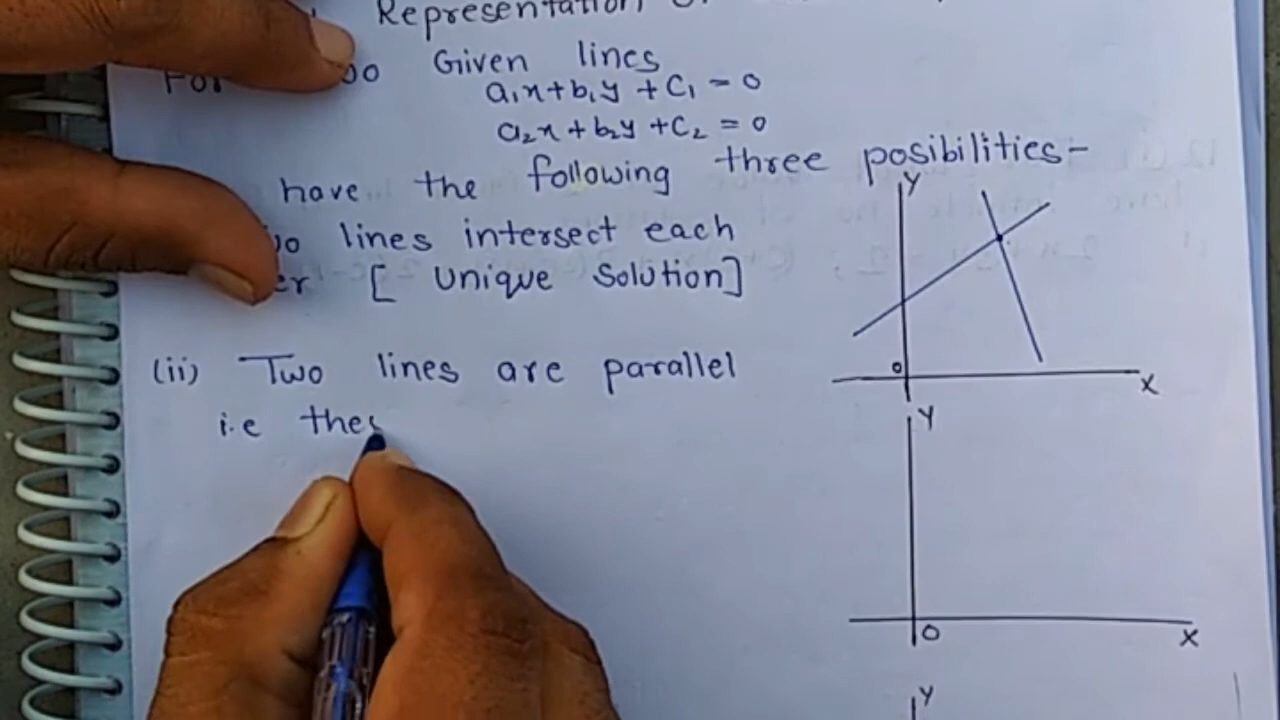 Representation
For Given lines
a₁x+b₁y+C₁=0
a₂x+b₂y+C₂=0
have the following three posibilities-
lines intersect each
[ Unique Solution]
(ii) Two lines are parallel
i.e the
Y
O
X
Y
O
X
Y